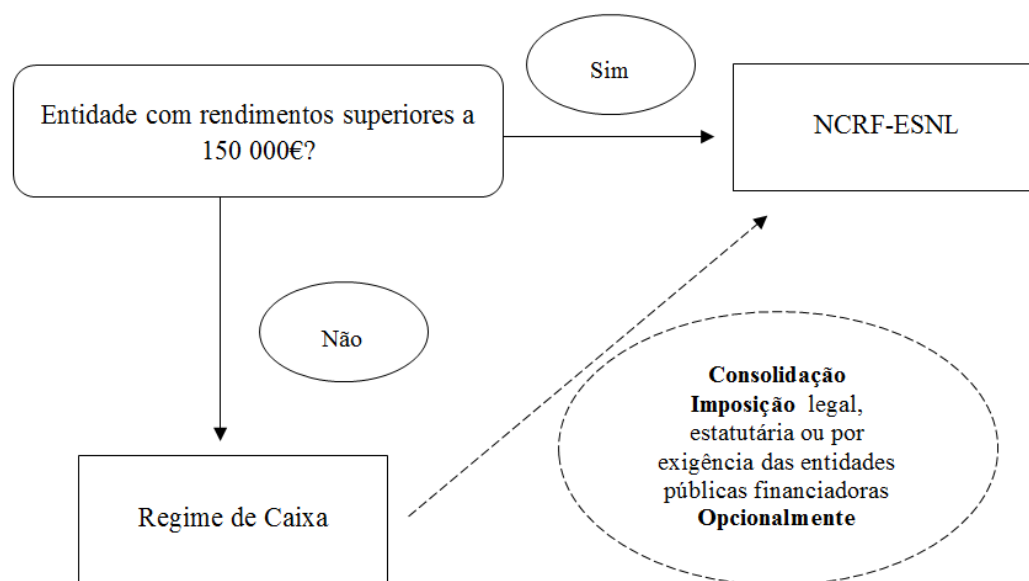 Sim
Entidade com rendimentos superiores a
150 000€?
NCRF-ESNL
Não
Consolidação
Imposição legal,
estatutária ou por
exigência das entidades
públicas financiadoras
Opcionalmente
Regime de Caixa